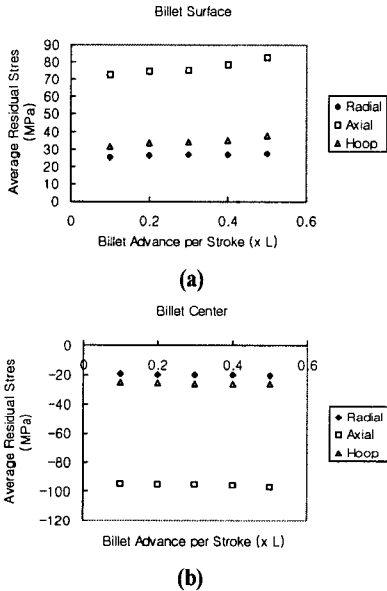 Billet Surface
Average Residual Stres
(MPa)
90
80
70
60
50
40
30
20
10
0
0 0.2 0.4 0.6
Billet Advance per Stroke (x L)
Radial
Axial
Hoop
(a)
Billet Center
Average Residual Stres
(MPa)
0
-20
-40
-60
-80
-100
-120
0 0.2 0.4 0.6
Billet Advance per Stroke (x L)
Radial
Axial
Hoop
(b)